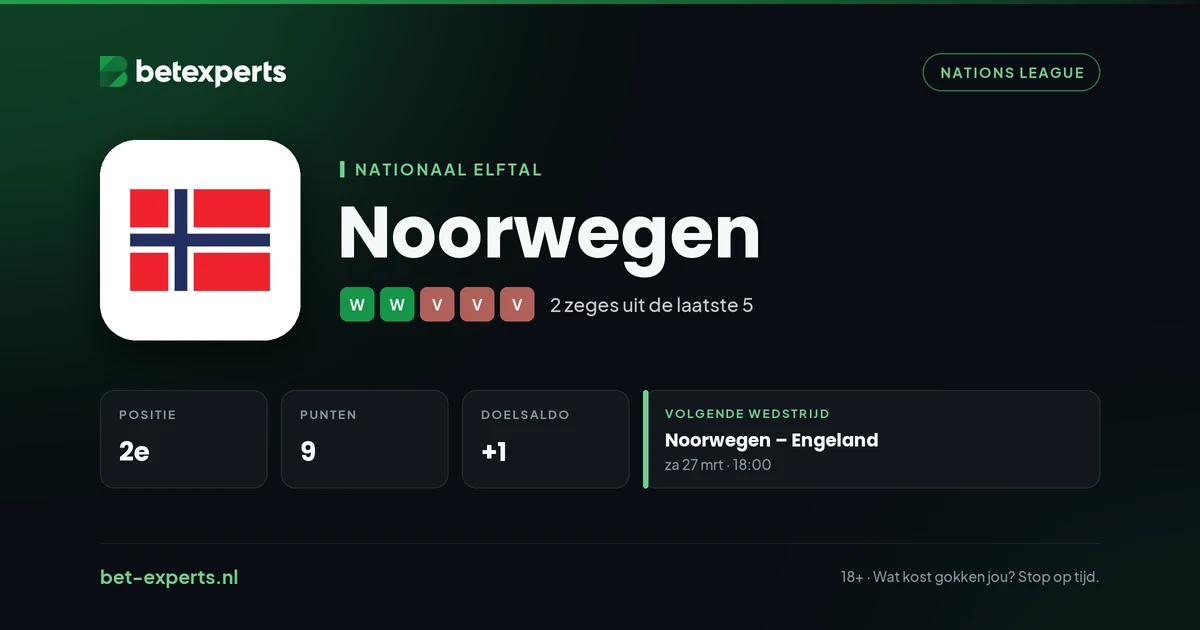 betexperts
NATIONS LEAGUE
NATIONAAL ELFTAL
Noorwegen
W W V V V 2 zeges uit de laatste 5
POSITIE
2e
PUNTEN
9
DOELSALDO
+1
VOLGENDE WEDSTRIJD
Noorwegen – Engeland
za 27 mrt · 18:00
bet-experts.nl
18+ · Wat kost gokken jou? Stop op tijd.